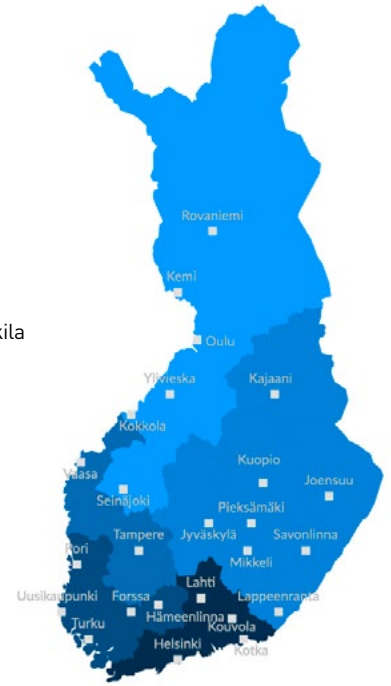 Rovaniemi
Kemi
kila
Oulu
Ylivieska
Kajaani
Kokkola
Vaasa
Kuopio
Joensuu
Seinäjoki
Pieksämäki
Pori
Tampere
Jyväskylä
Savonlinna
Mikkeli
Lahti
Uusikaupunki
Forssa
Lappeenranta
Hämeenlinna
Kouvola
Turku
Helsinki
Kotka